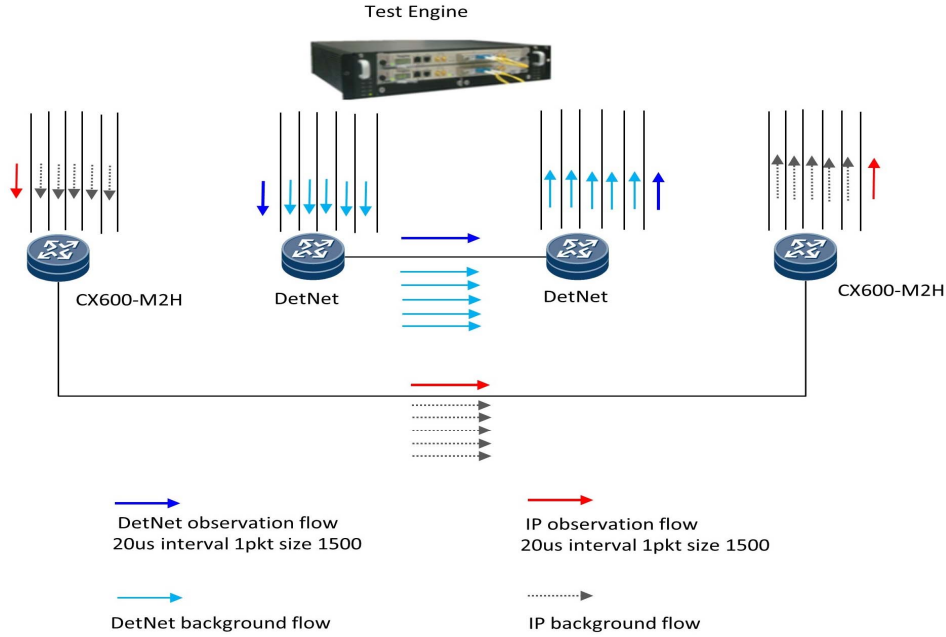 Test Engine
CX600-M2H
DetNet
DetNet
CX600-M2H
DetNet observation flow
20us interval 1pkt size 1500
IP observation flow
20us interval 1pkt size 1500
DetNet background flow
IP background flow